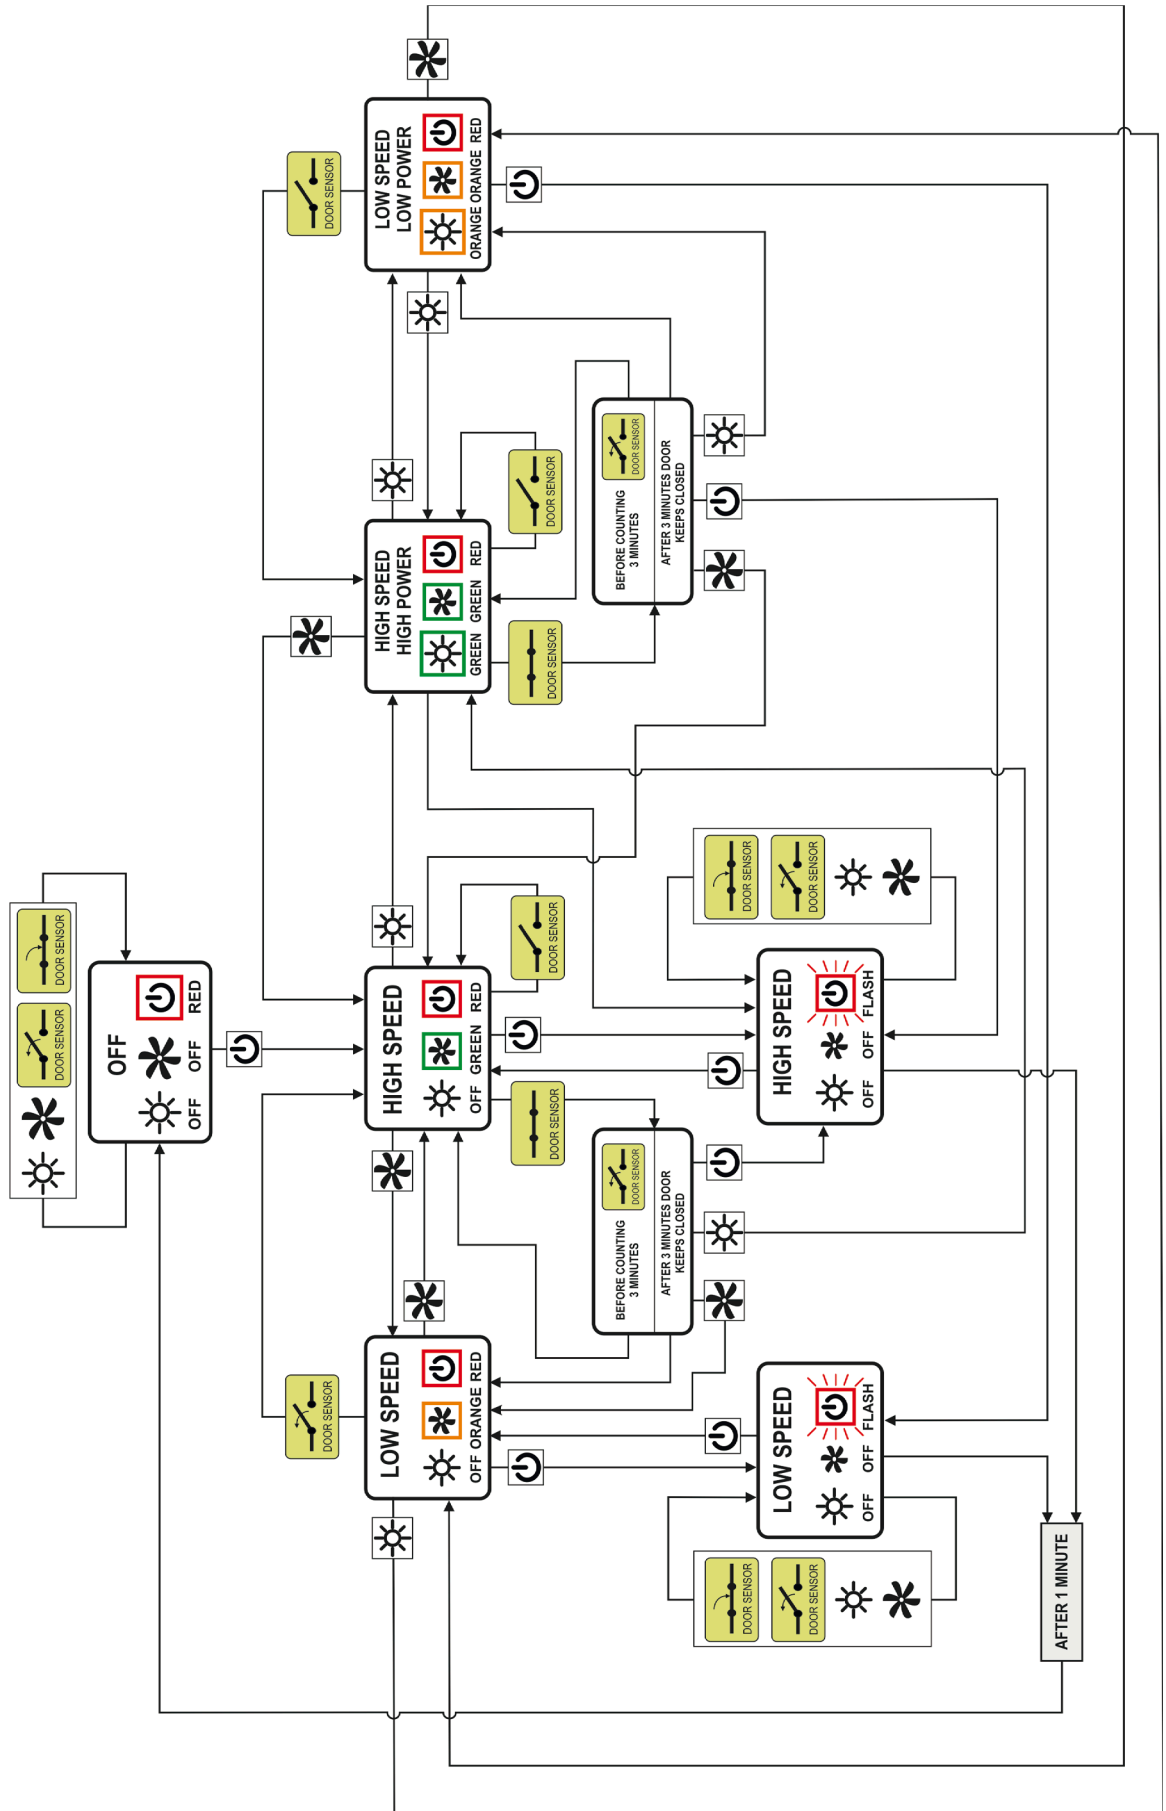 DOOR SENSOR
DOOR SENSOR
OFF
OFF
OFF
RED
DOOR SENSOR
LOW SPEED
OFF
ORANGE
RED
HIGH SPEED
OFF
GREEN
RED
DOOR SENSOR
DOOR SENSOR
HIGH SPEED
HIGH POWER
GREEN
GREEN
RED
DOOR SENSOR
DOOR SENSOR
DOOR SENSOR
LOW SPEED
LOW POWER
ORANGE
ORANGE
RED
BEFORE COUNTING
3 MINUTES
DOOR SENSOR
AFTER 3 MINUTES DOOR
KEEPS CLOSED
BEFORE COUNTING
3 MINUTES
DOOR SENSOR
AFTER 3 MINUTES DOOR
KEEPS CLOSED
DOOR SENSOR
DOOR SENSOR
LOW SPEED
OFF
OFF
FLASH
HIGH SPEED
OFF
OFF
FLASH
DOOR SENSOR
DOOR SENSOR
AFTER 1 MINUTE